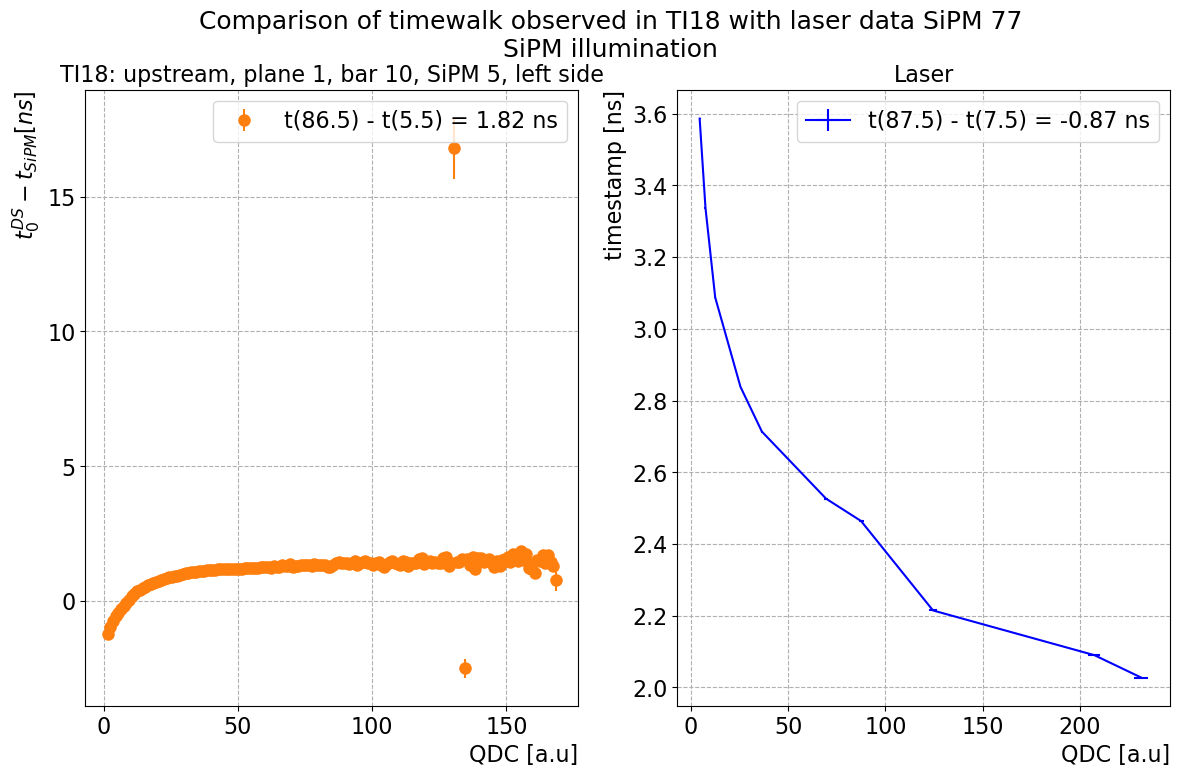 Comparison of timewalk observed in TI18 with laser data SiPM 77
SiPM illumination
TI18: upstream, plane 1, bar 10, SiPM 5, left side
t(86.5) - t(5.5) = 1.82 ns
t_0^{DS} - t_{SiPM}[ns]
15
10
5
0
0 50 100 150
QDC [a.u]
Laser
t(87.5) - t(7.5) = -0.87 ns
timestamp [ns]
3.6
3.4
3.2
3.0
2.8
2.6
2.4
2.2
2.0
0 50 100 150 200
QDC [a.u]